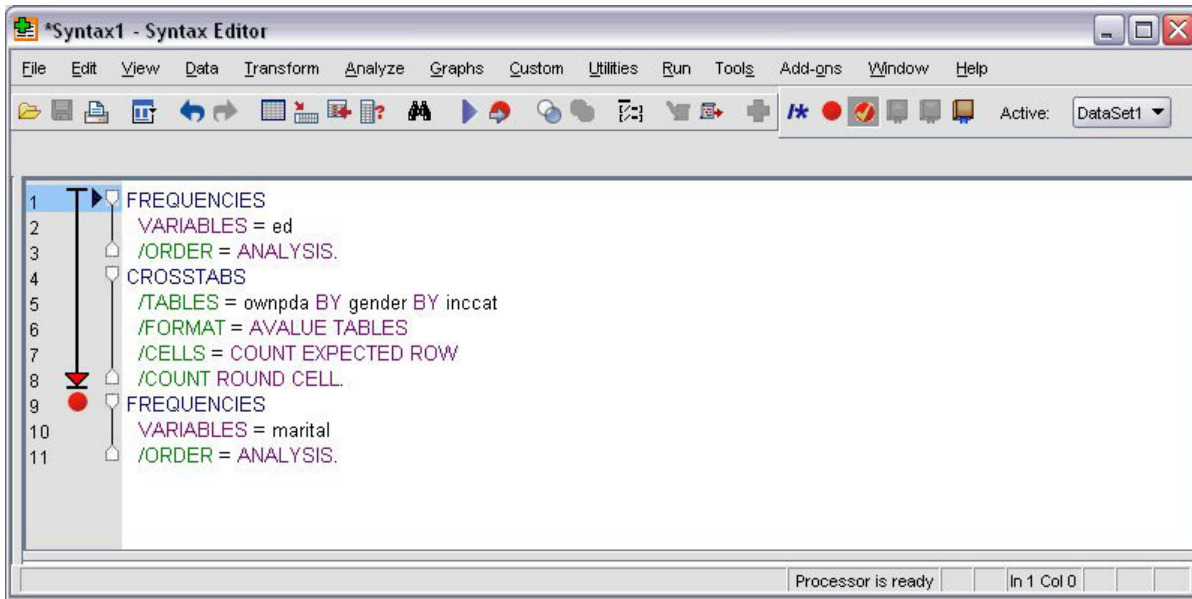 *Syntax1 - Syntax Editor
File Edit View Data Transform Analyze Graphs Custom Utilities Run Tools Add-ons Window Help
/* Active: DataSet1
1 FREQUENCIES
2 VARIABLES = ed
3 /ORDER = ANALYSIS.
4 CROSSTABS
5 /TABLES = ownpda BY gender BY inccat
6 /FORMAT = AVALUE TABLES
7 /CELLS = COUNT EXPECTED ROW
8 /COUNT ROUND CELL.
9 FREQUENCIES
10 VARIABLES = marital
11 /ORDER = ANALYSIS.
Processor is ready In 1 Col 0